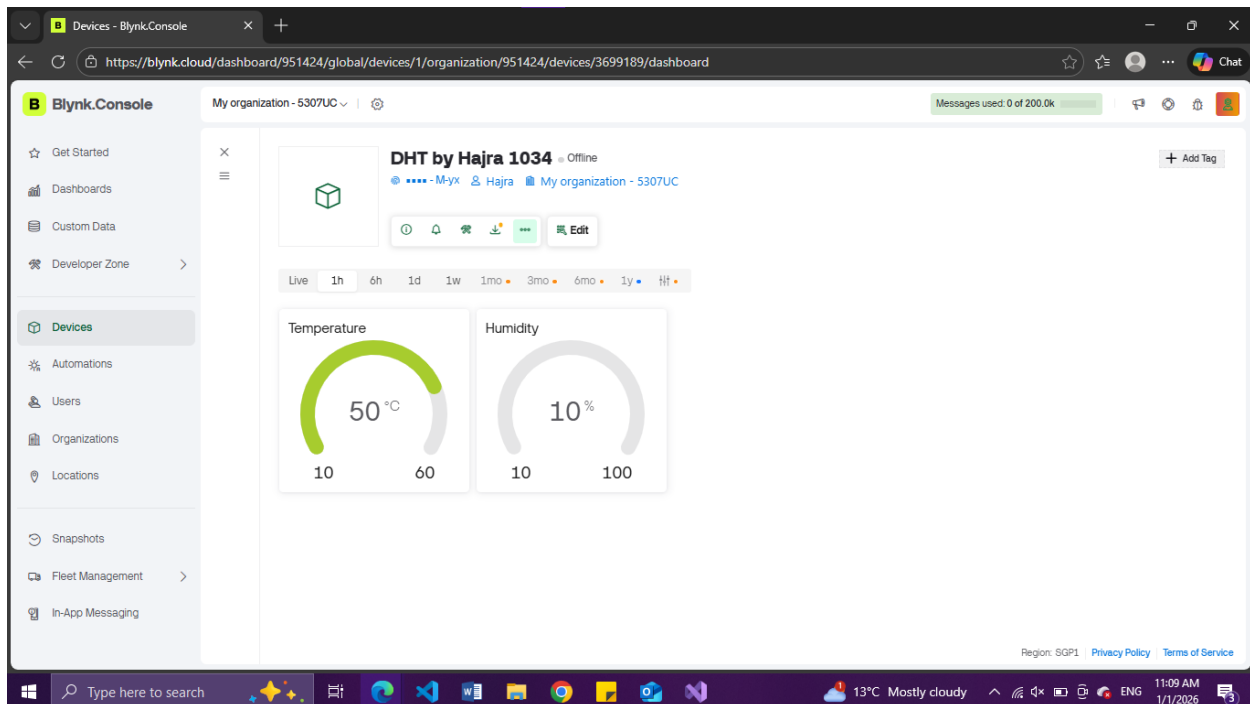 Devices - Blynk.Console
https://blynk.cloud/dashboard/951424/global/devices/1/organization/951424/devices/3699189/dashboard
Chat
B Blynk.Console
My organization - 5307UC
Messages used: 0 of 200.0k
Get Started
Dashboards
Custom Data
Developer Zone
Devices
Automations
Users
Organizations
Locations
Snapshots
Fleet Management
In-App Messaging
DHT by Hajra 1034
Offline
•••• - M-yx Hajra My organization - 5307UC
Add Tag
Edit
Live 1h 6h 1d 1w 1mo 3mo 6mo 1y
Temperature
50 °C
10 60
Humidity
10 %
10 100
Region: SGP1 Privacy Policy Terms of Service
Type here to search
1
13°C Mostly cloudy
ENG
11:09 AM
1/1/2026
3